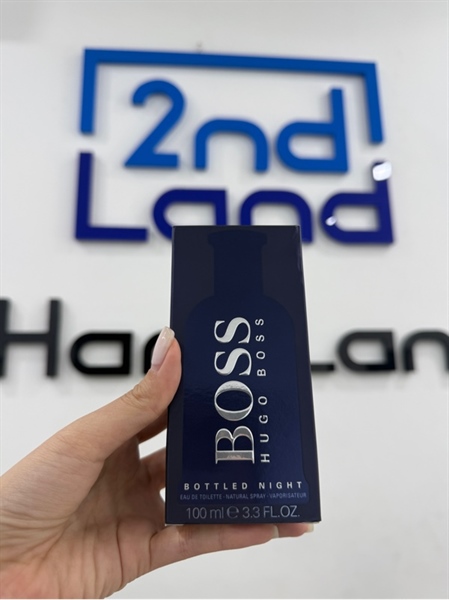 2nd
Land
BOSS
HUGO BOSS
BOTTLED NIGHT
EAU DE TOILETTE · NATURAL SPRAY · VAPORISATEUR
100 ml e 3.3 FL.OZ.